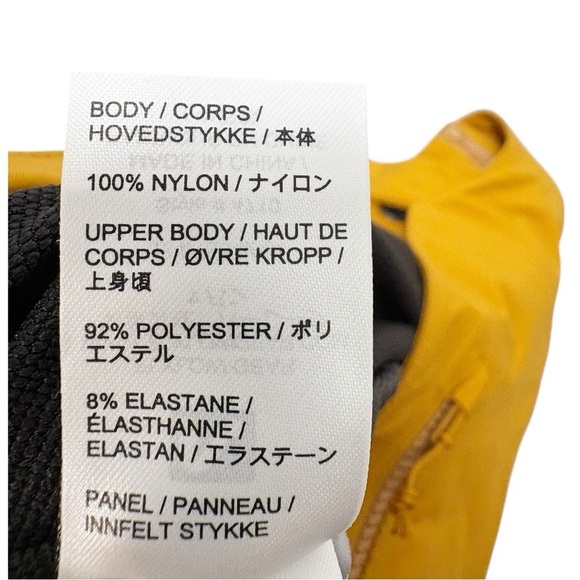 BODY / CORPS /
HOVEDSTYKKE / 本体
100% NYLON / ナイロン
UPPER BODY / HAUT DE
CORPS / ØVRE KROPP /
上身頃
92% POLYESTER / ポリ
エステル
8% ELASTANE /
ÉLASTHANNE /
ELASTAN / エラステーン
PANEL / PANNEAU /
INNFELT STYKKE